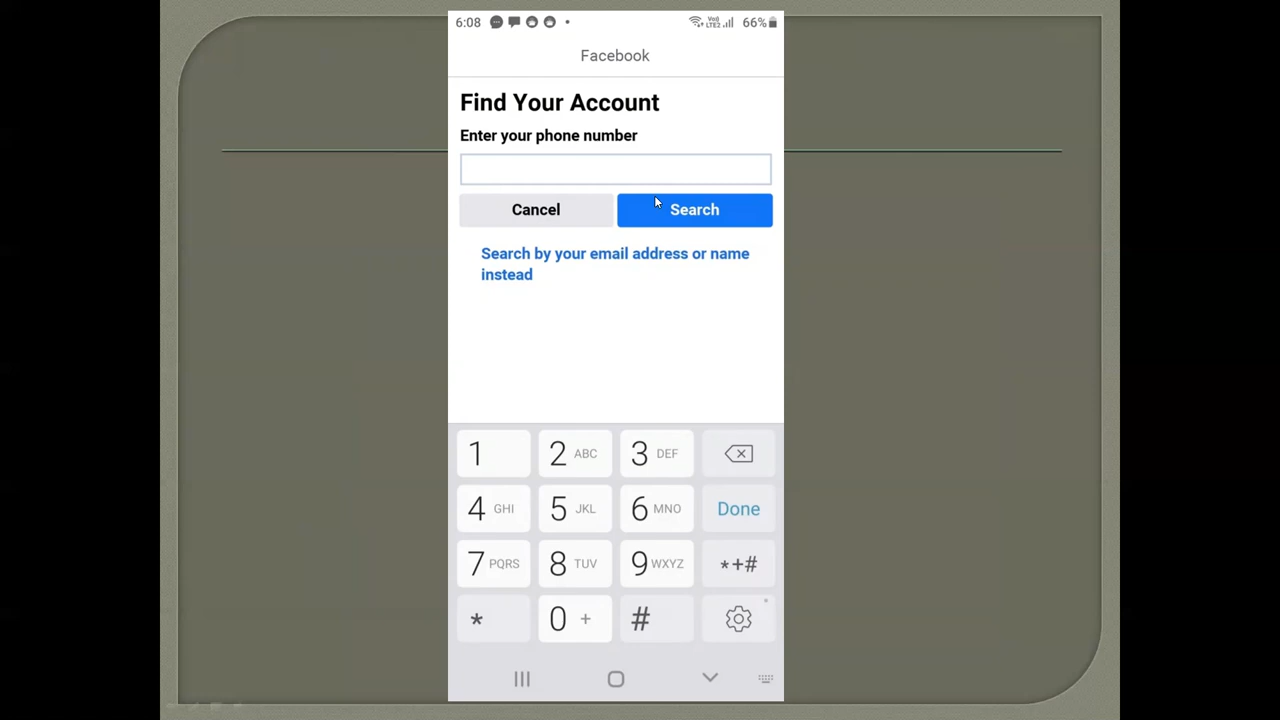 6:08 66%
Facebook
Find Your Account
Enter your phone number
Cancel Search
Search by your email address or name
instead
1 2 ABC 3 DEF
4 GHI 5 JKL 6 MNO Done
7 PQRS 8 TUV 9 WXYZ *+#
* 0 + #